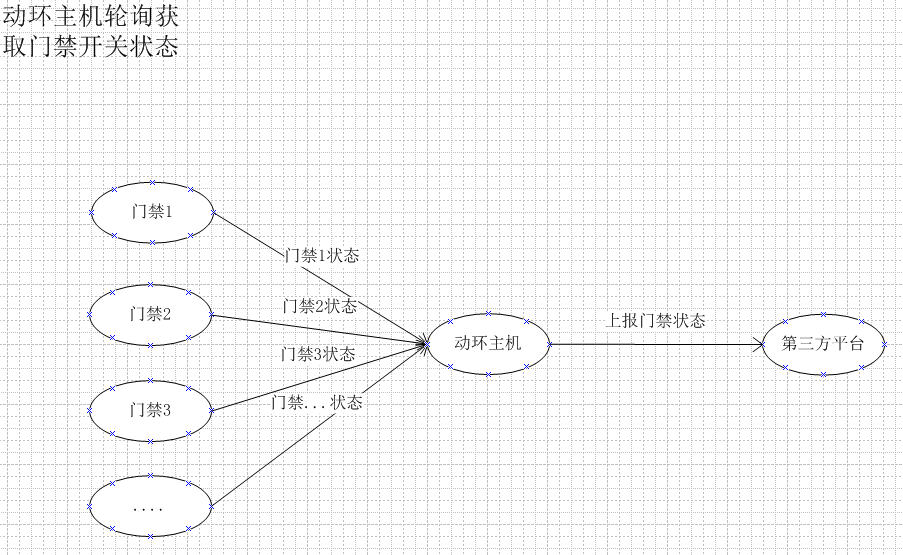 动环主机轮询获
取门禁开关状态
门禁1
门禁1状态
门禁2状态
门禁2
上报门禁状态
动环主机
第三方平台
门禁3状态
门禁...状态
门禁3
....